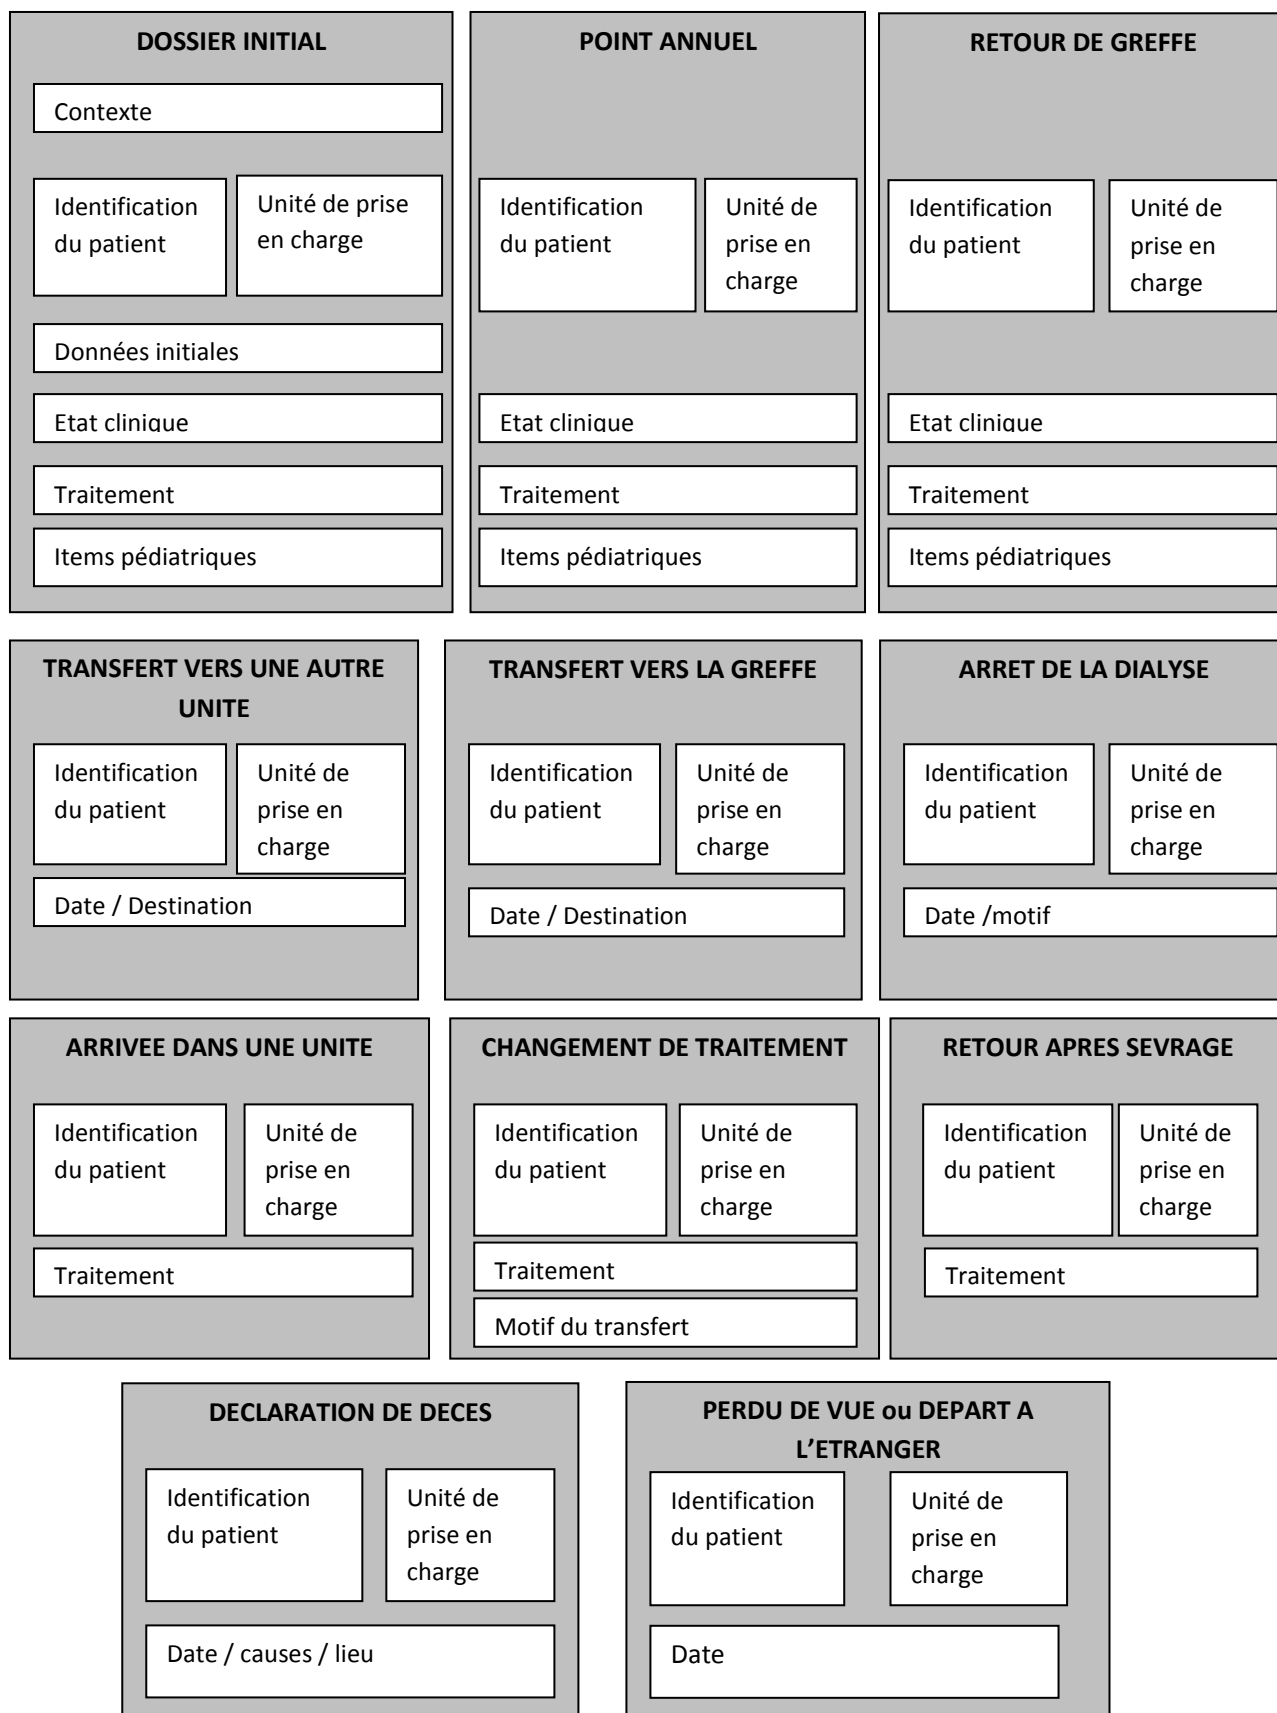 DOSSIER INITIAL
Contexte
Identification
du patient
Unité de prise
en charge
Données initiales
Etat clinique
Traitement
Items pédiatriques
POINT ANNUEL
Identification
du patient
Unité de
prise en
charge
Etat clinique
Traitement
Items pédiatriques
RETOUR DE GREFFE
Identification
du patient
Unité de
prise en
charge
Etat clinique
Traitement
Items pédiatriques
TRANSFERT VERS UNE AUTRE
UNITE
Identification
du patient
Unité de
prise en
charge
Date / Destination
TRANSFERT VERS LA GREFFE
Identification
du patient
Unité de
prise en
charge
Date / Destination
ARRET DE LA DIALYSE
Identification
du patient
Unité de
prise en
charge
Date /motif
ARRIVEE DANS UNE UNITE
Identification
du patient
Unité de
prise en
charge
Traitement
CHANGEMENT DE TRAITEMENT
Identification
du patient
Unité de
prise en
charge
Traitement
Motif du transfert
RETOUR APRES SEVRAGE
Identification
du patient
Unité de
prise en
charge
Traitement
DECLARATION DE DECES
Identification
du patient
Unité de
prise en
charge
Date / causes / lieu
PERDU DE VUE ou DEPART A
L’ETRANGER
Identification
du patient
Unité de
prise en
charge
Date